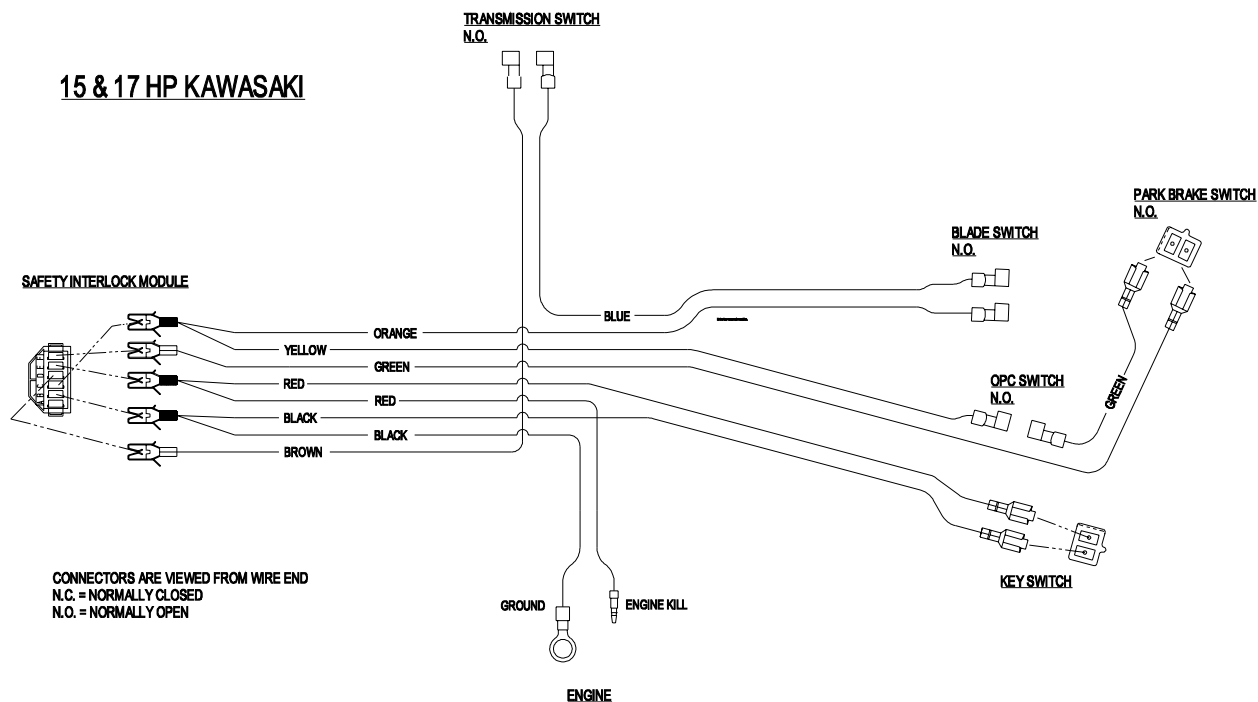 TRANSMISSION SWITCH
N.O.
15 & 17 HP KAWASAKI
PARK BRAKE SWITCH
N.O.
BLADE SWITCH
N.O.
SAFETY INTERLOCK MODULE
BLUE
ORANGE
YELLOW
GREEN
RED
RED
BLACK
BLACK
BROWN
OPC SWITCH
N.O.
GREEN
KEY SWITCH
CONNECTORS ARE VIEWED FROM WIRE END
N.C. = NORMALLY CLOSED
N.O. = NORMALLY OPEN
GROUND
ENGINE KILL
ENGINE